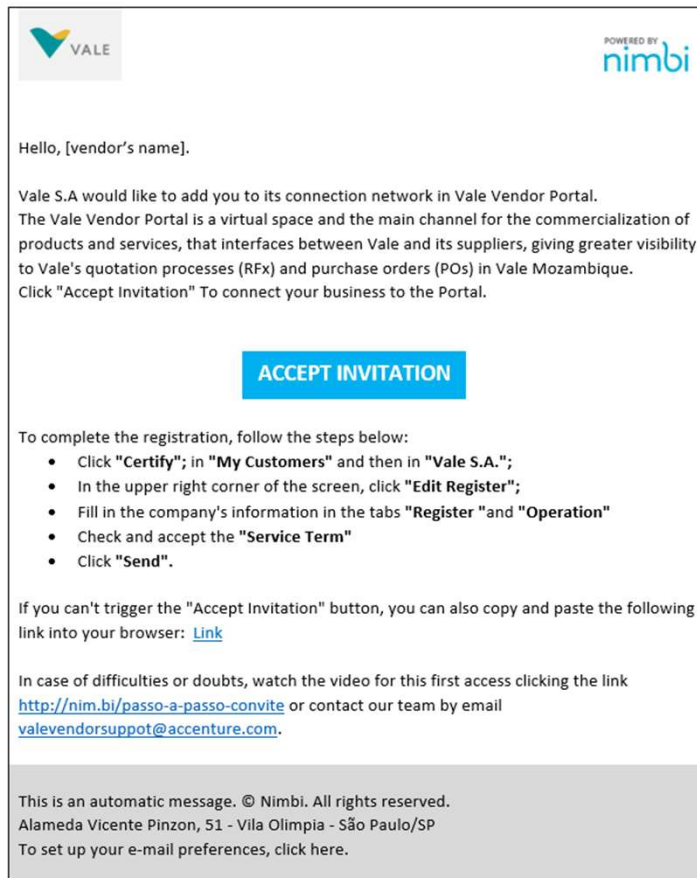 VALE
POWERED BY
nimbi
Hello, [vendor's name].
Vale S.A would like to add you to its connection network in Vale Vendor Portal.
The Vale Vendor Portal is a virtual space and the main channel for the commercialization of
products and services, that interfaces between Vale and its suppliers, giving greater visibility
to Vale's quotation processes (RFx) and purchase orders (POs) in Vale Mozambique.
Click "Accept Invitation" To connect your business to the Portal.
ACCEPT INVITATION
To complete the registration, follow the steps below:
• Click "Certify"; in "My Customers" and then in "Vale S.A.";
• In the upper right corner of the screen, click "Edit Register";
• Fill in the company's information in the tabs "Register "and "Operation"
• Check and accept the "Service Term"
• Click "Send".
If you can't trigger the "Accept Invitation" button, you can also copy and paste the following
link into your browser: Link
In case of difficulties or doubts, watch the video for this first access clicking the link
http://nim.bi/passo-a-passo-convite or contact our team by email
valevendorsuppot@accenture.com.
This is an automatic message. © Nimbi. All rights reserved.
Alameda Vicente Pinzon, 51 - Vila Olimpia - São Paulo/SP
To set up your e-mail preferences, click here.